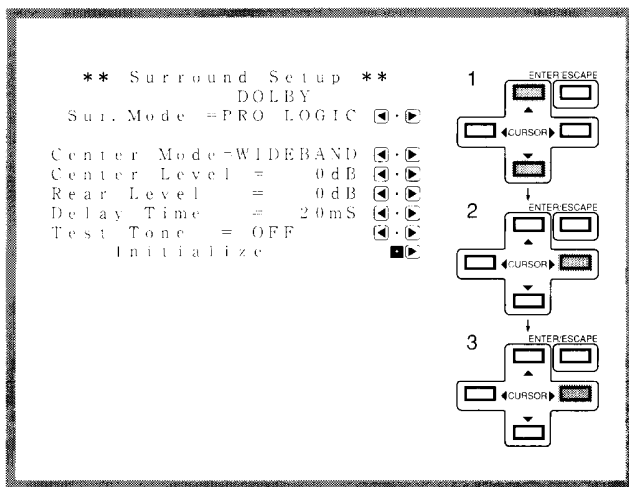 ** Surround Setup **
DOLBY
Sur.Mode =PRO LOGIC ◀·▶
Center Mode=WIDEBAND ◀·▶
Center Level = 0dB ◀·▶
Rear Level = 0dB ◀·▶
Delay Time = 20mS ◀·▶
Test Tone = OFF ◀·▶
Initialize ■▶
1
ENTER/ESCAPE
CURSOR
2
ENTER/ESCAPE
CURSOR
3
ENTER/ESCAPE
CURSOR